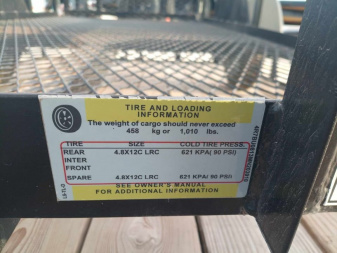 TIRE AND LOADING
INFORMATION
The weight of cargo should never exceed
458 kg or 1,010 lbs.
TIRE SIZE COLD TIRE PRESS.
REAR 4.8X12C LRC 621 KPA( 90 PSI)
INTER
FRONT
SPARE 4.8X12C LRC 621 KPA( 90 PSI)
SEE OWNER'S MANUAL
FOR ADDITIONAL INFORMATION